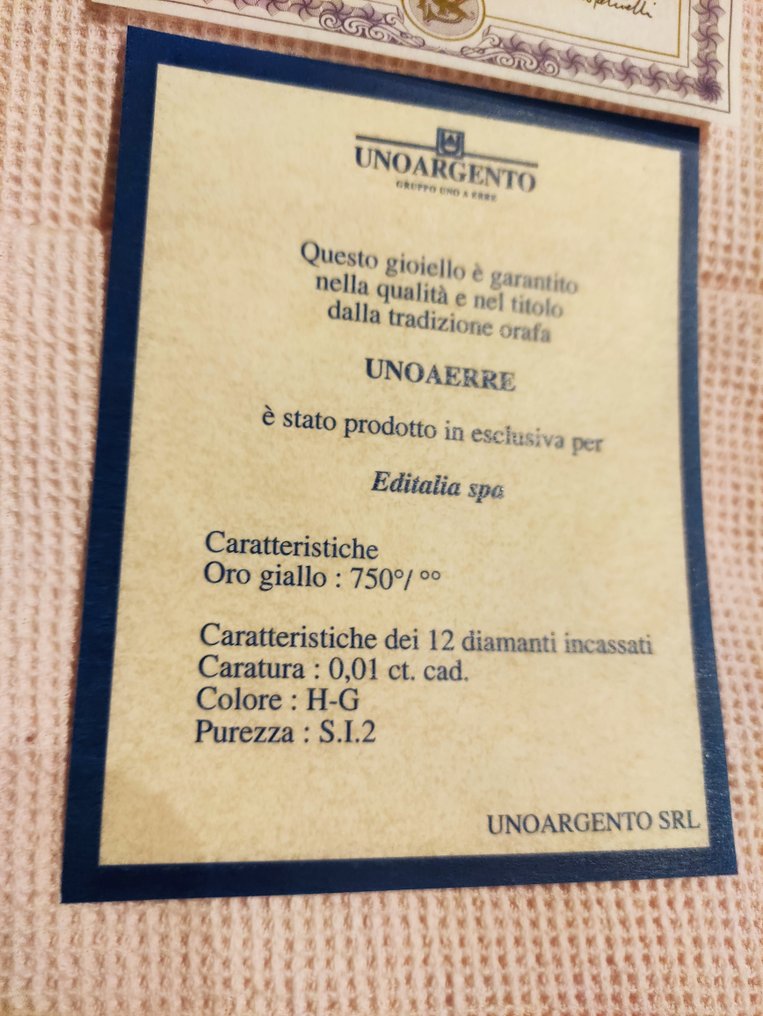 UNOARGENTO
GRUPPO UNO A ERRE
Questo gioiello è garantito
nella qualità e nel titolo
dalla tradizione orafa
UNOAERRE
è stato prodotto in esclusiva per
Editalia spa
Caratteristiche
Oro giallo : 750°/ °°
Caratteristiche dei 12 diamanti incassati
Caratura : 0,01 ct. cad.
Colore : H-G
Purezza : S.I.2
UNOARGENTO SRL